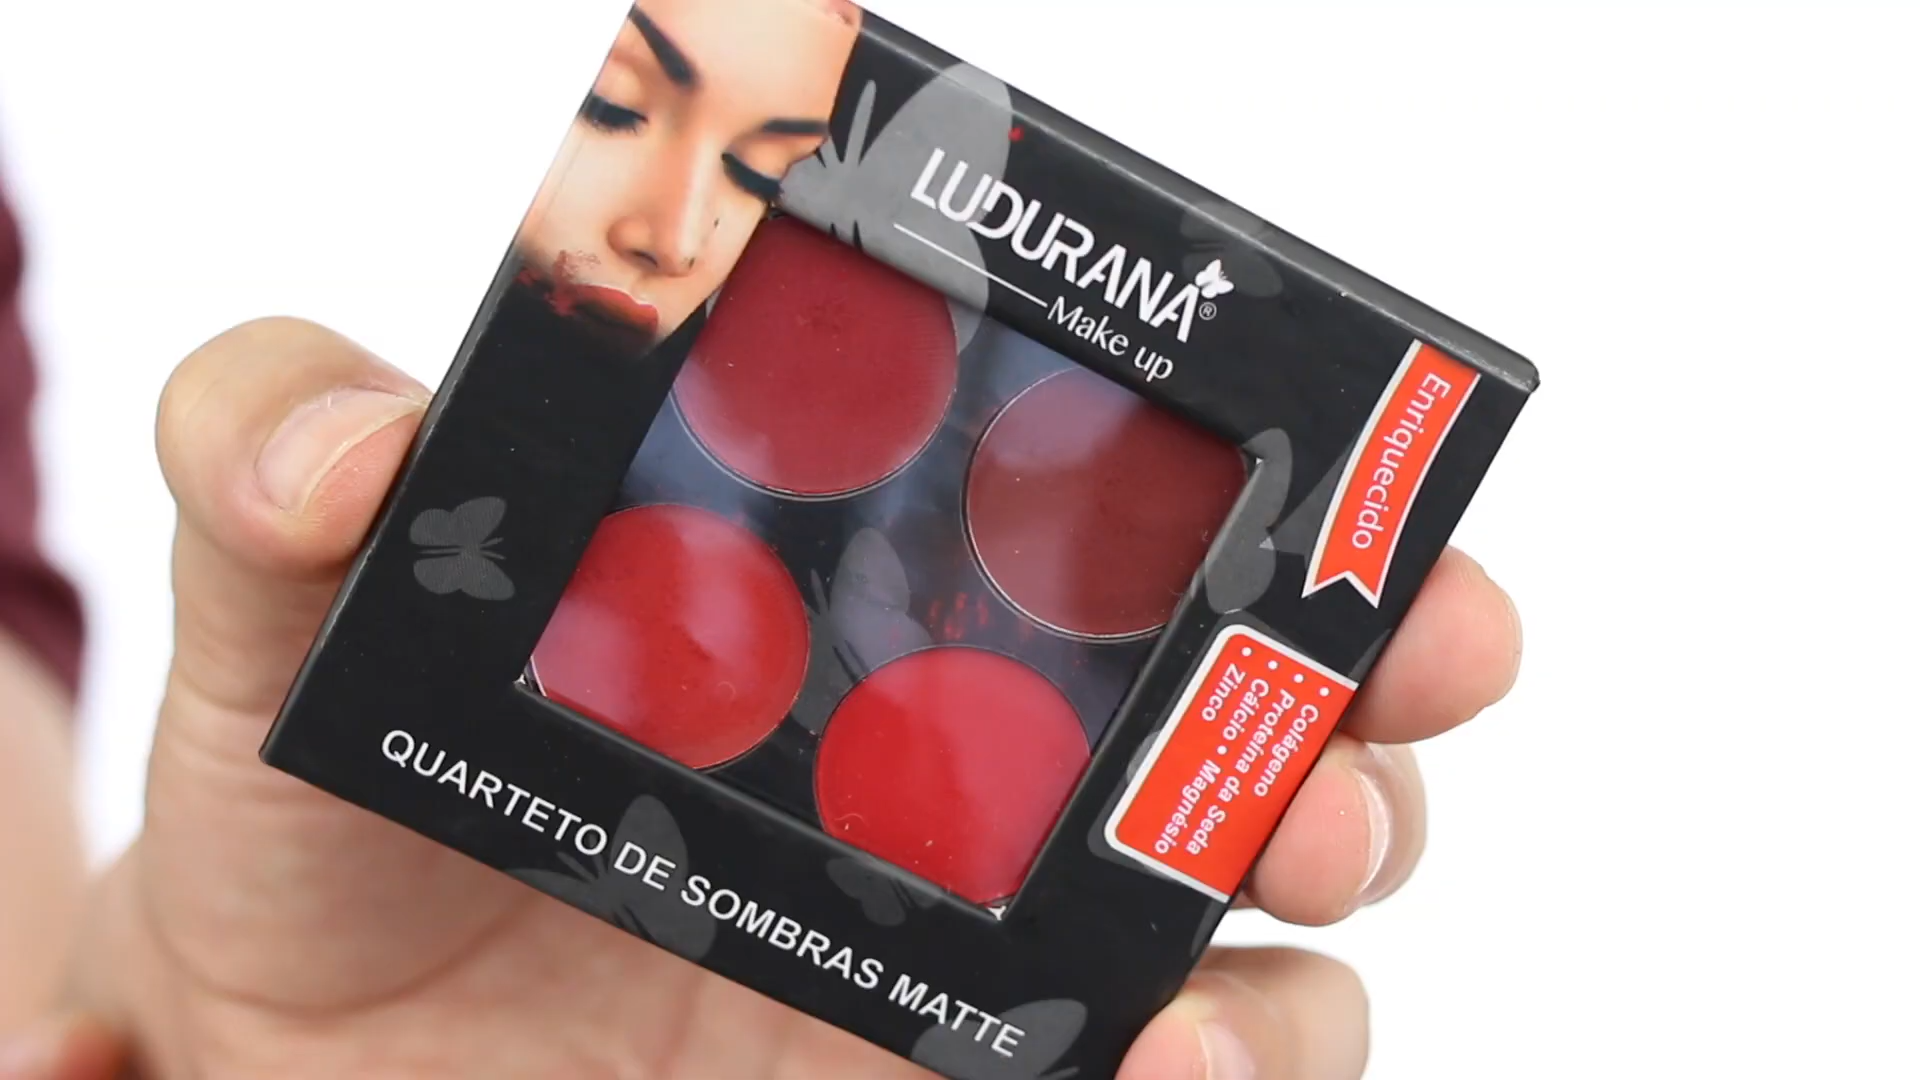 LUDURANA®
Make up
Enriquecido
• Colágeno
• Proteína da Seda
• Cálcio • Magnésio
• Zinco
QUARTETO DE SOMBRAS MATTE